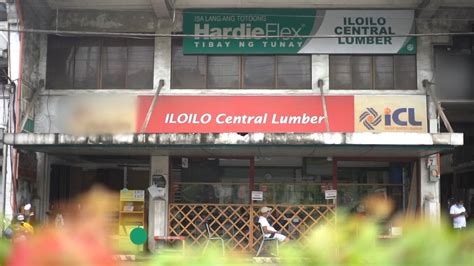 IBA LANG ANG TOTOONG
HardieFlex
TIBAY NG TUNAY
ILOILO
CENTRAL LUMBER
ILOILO Central Lumber
iCL